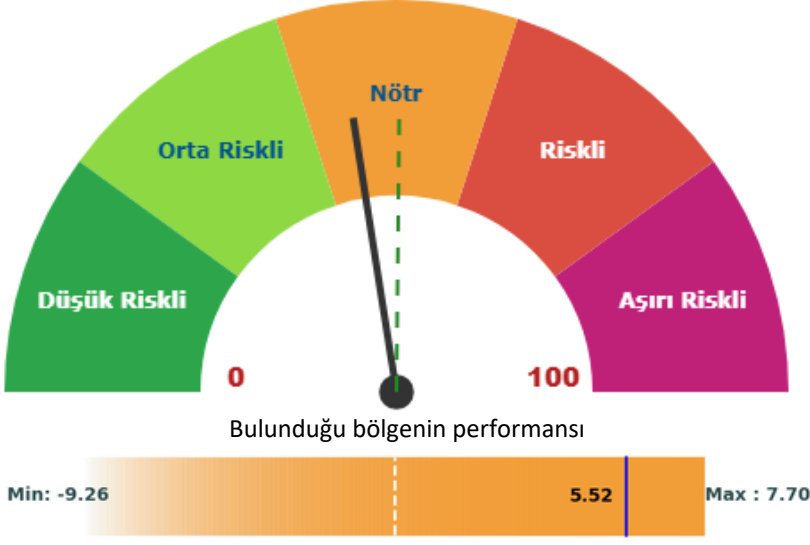 Nötr
Orta Riskli
Riskli
Düşük Riskli
Aşırı Riskli
0
100
Bulunduğu bölgenin performansı
Min: -9.26
5.52
Max : 7.70